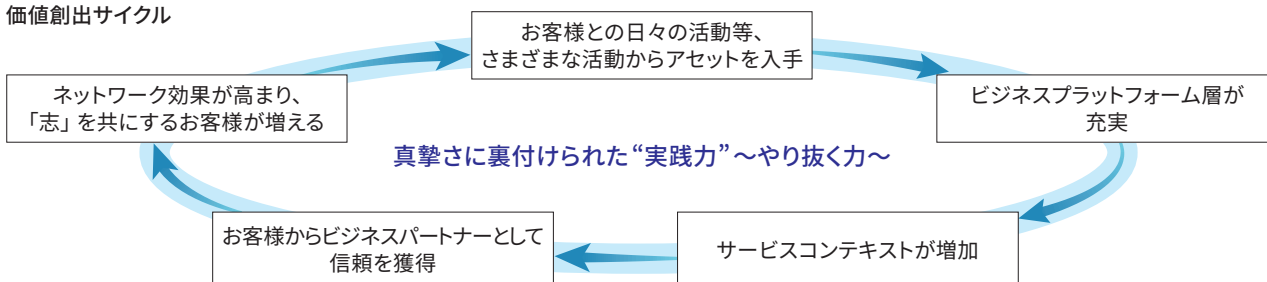 価値創出サイクル
お客様との日々の活動等、
さまざまな活動からアセットを入手
ビジネスプラットフォーム層が
充実
サービスコンテキストが増加
お客様からビジネスパートナーとして
信頼を獲得
ネットワーク効果が高まり、
「志」を共にするお客様が増える
真摯さに裏付けられた“実践力”～やり抜く力～